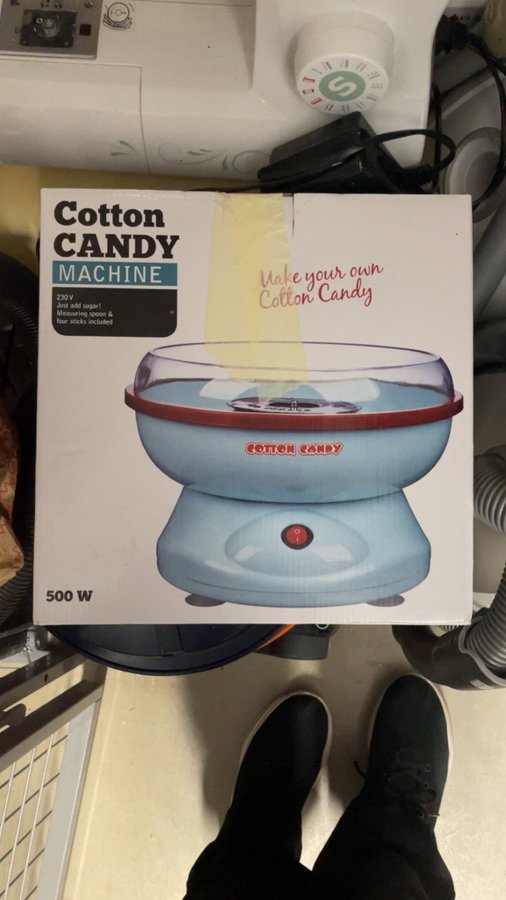 Cotton
CANDY
MACHINE
230V
Just add sugar!
Measuring spoon &
four sticks included
Make your own
Cotton Candy
COTTON CANDY
500 W